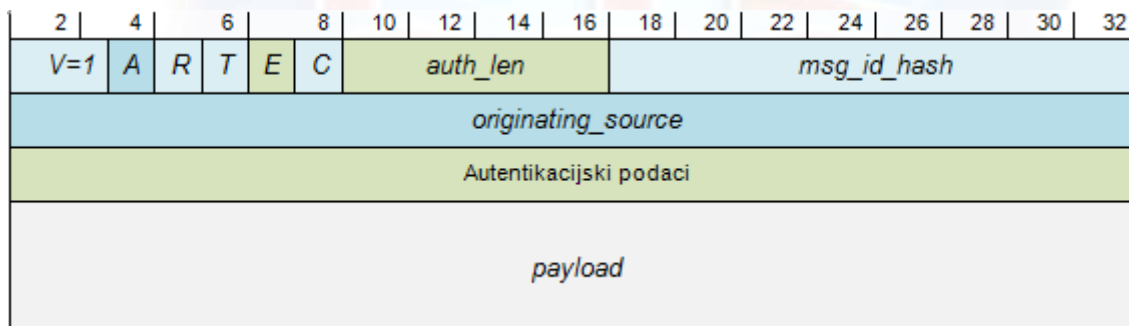 2 4 6 8 10 12 14 16 18 20 22 24 26 28 30 32
V=1 A R T E C auth_len msg_id_hash
originating_source
Autentikacijski podaci
payload